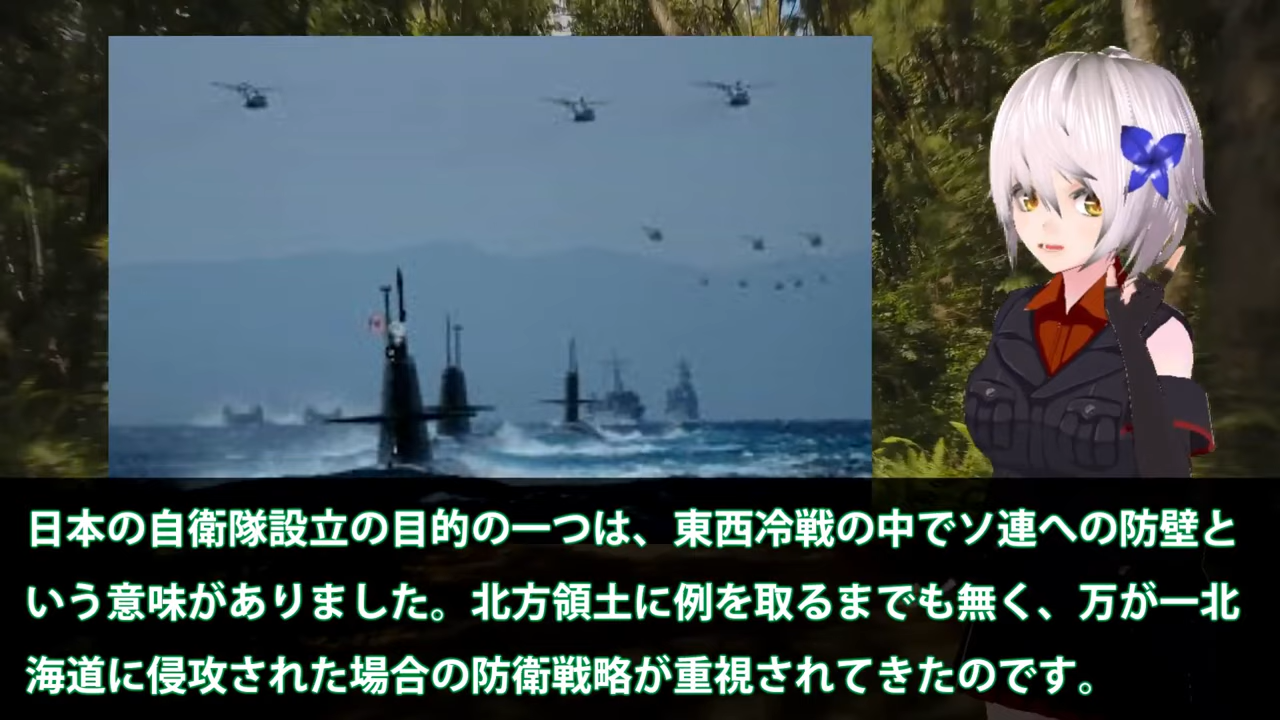 日本の自衛隊設立の目的の一つは、東西冷戦の中でソ連への防壁と
いう意味がありました。北方領土に例を取るまでも無く、万が一北
海道に侵攻された場合の防衛戦略が重視されてきたのです。